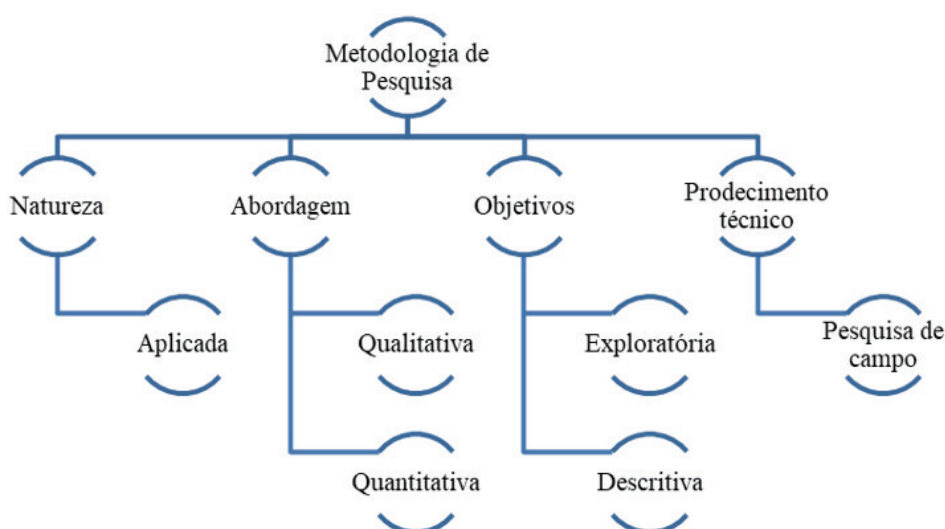 Metodologia de
Pesquisa
Natureza
Abordagem
Objetivos
Prodecimento
técnico
Aplicada
Qualitativa
Exploratória
Pesquisa de
campo
Quantitativa
Descritiva